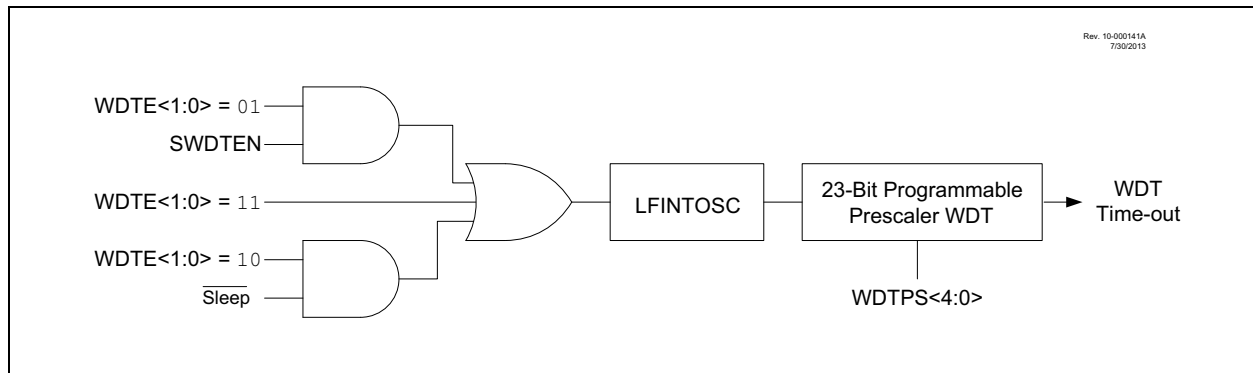 Rev. 10-000141A
7/30/2013
WDTE<1:0> = 01
SWDTEN
WDTE<1:0> = 11
WDTE<1:0> = 10
Sleep
LFINTOSC
23-Bit Programmable
Prescaler WDT
WDT
Time-out
WDTPS<4:0>